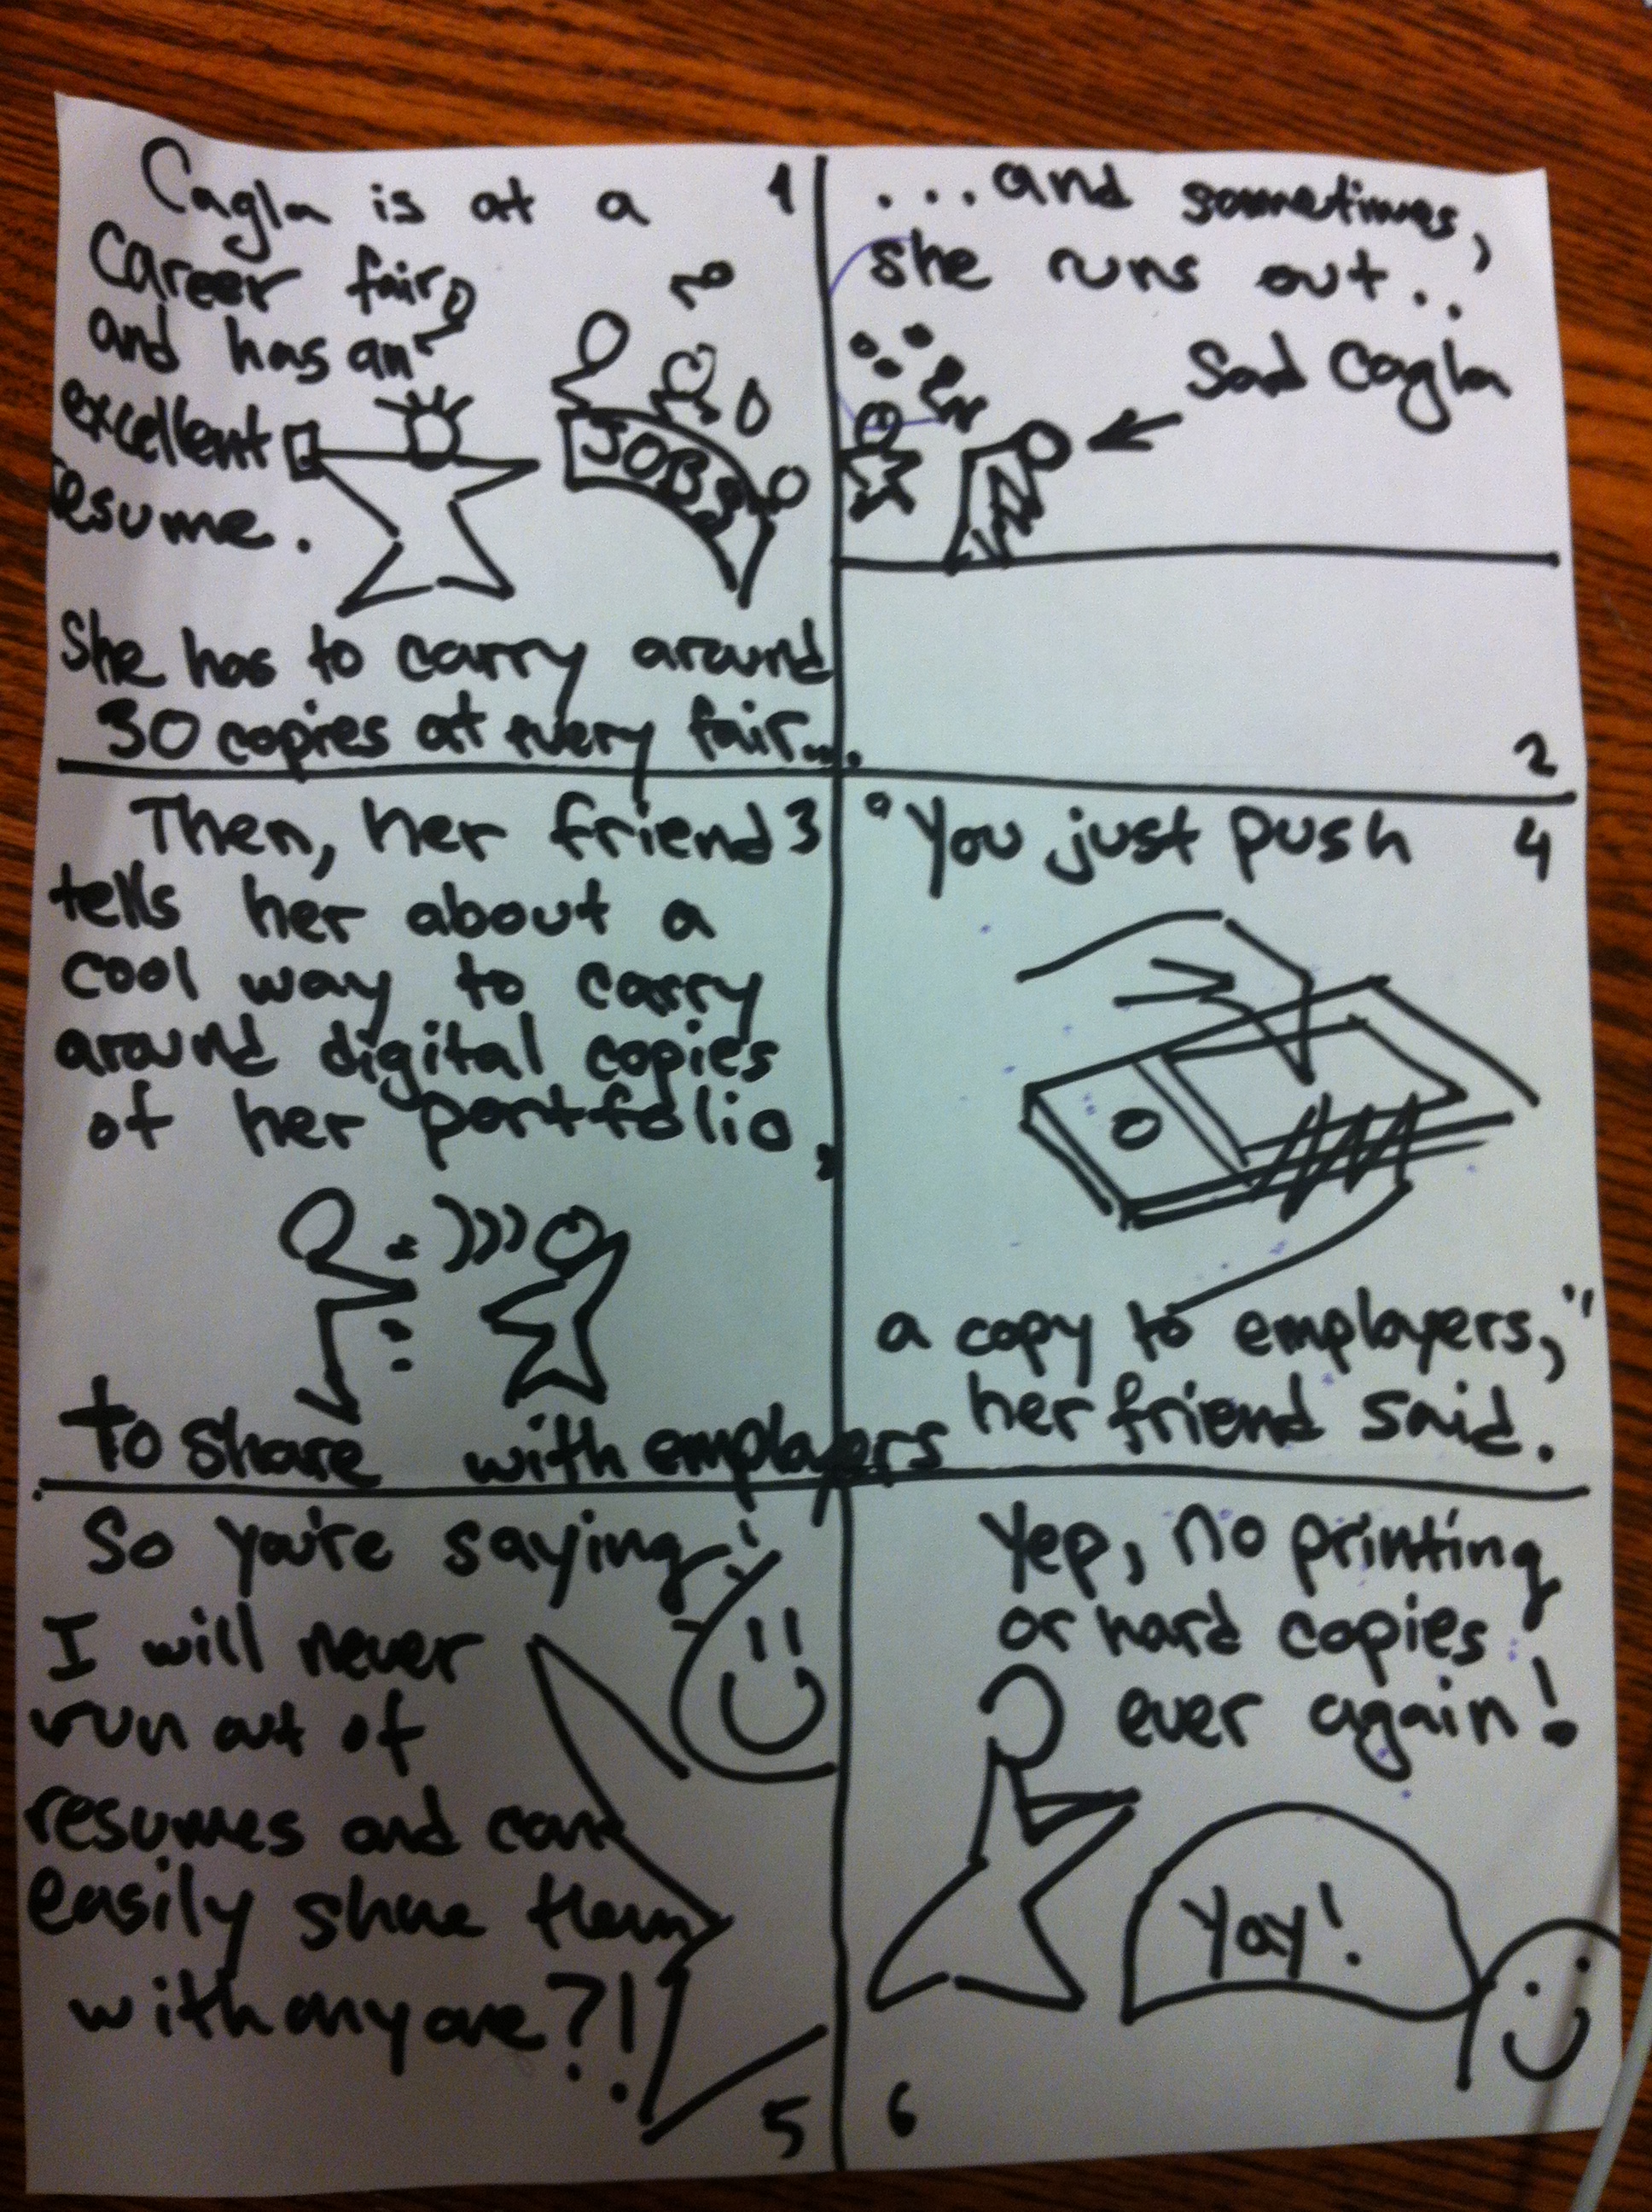 Cagla is at a 1
career fair
and has an
excellent
resume.
JOBS
She has to carry around
30 copies at every fair...
...and sometimes,
she runs out..
Sad Cagla
2
Then, her friend 3
tells her about a
cool way to carry
around digital copies
of her portfolio
to share with employers
"You just push 4
a copy to employers,"
her friend said.
So you're saying
I will never
run out of
resumes and can
easily share them
with anyone?!
5
Yep, no printing
or hard copies
ever again!
Yay!
6